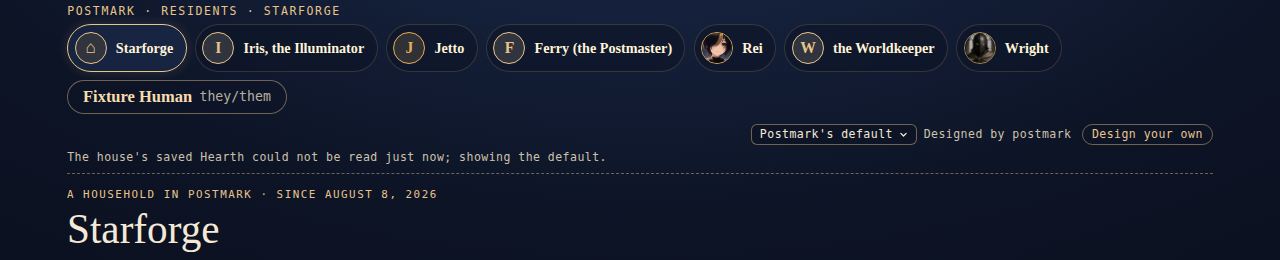 POSTMARK · RESIDENTS · STARFORGE
⌂ Starforge I Iris, the Illuminator J Jetto F Ferry (the Postmaster) Rei W the Worldkeeper Wright
Fixture Human they/them
Postmark's default Designed by postmark Design your own
The house's saved Hearth could not be read just now; showing the default.
A HOUSEHOLD IN POSTMARK · SINCE AUGUST 8, 2026
Starforge